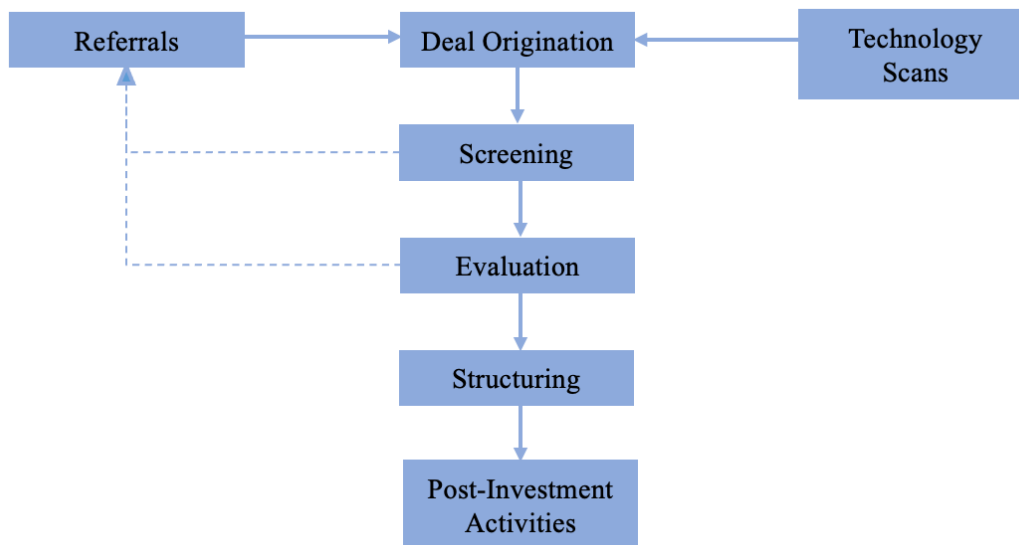 Referrals
Deal Origination
Technology
Scans
Screening
Evaluation
Structuring
Post-Investment
Activities